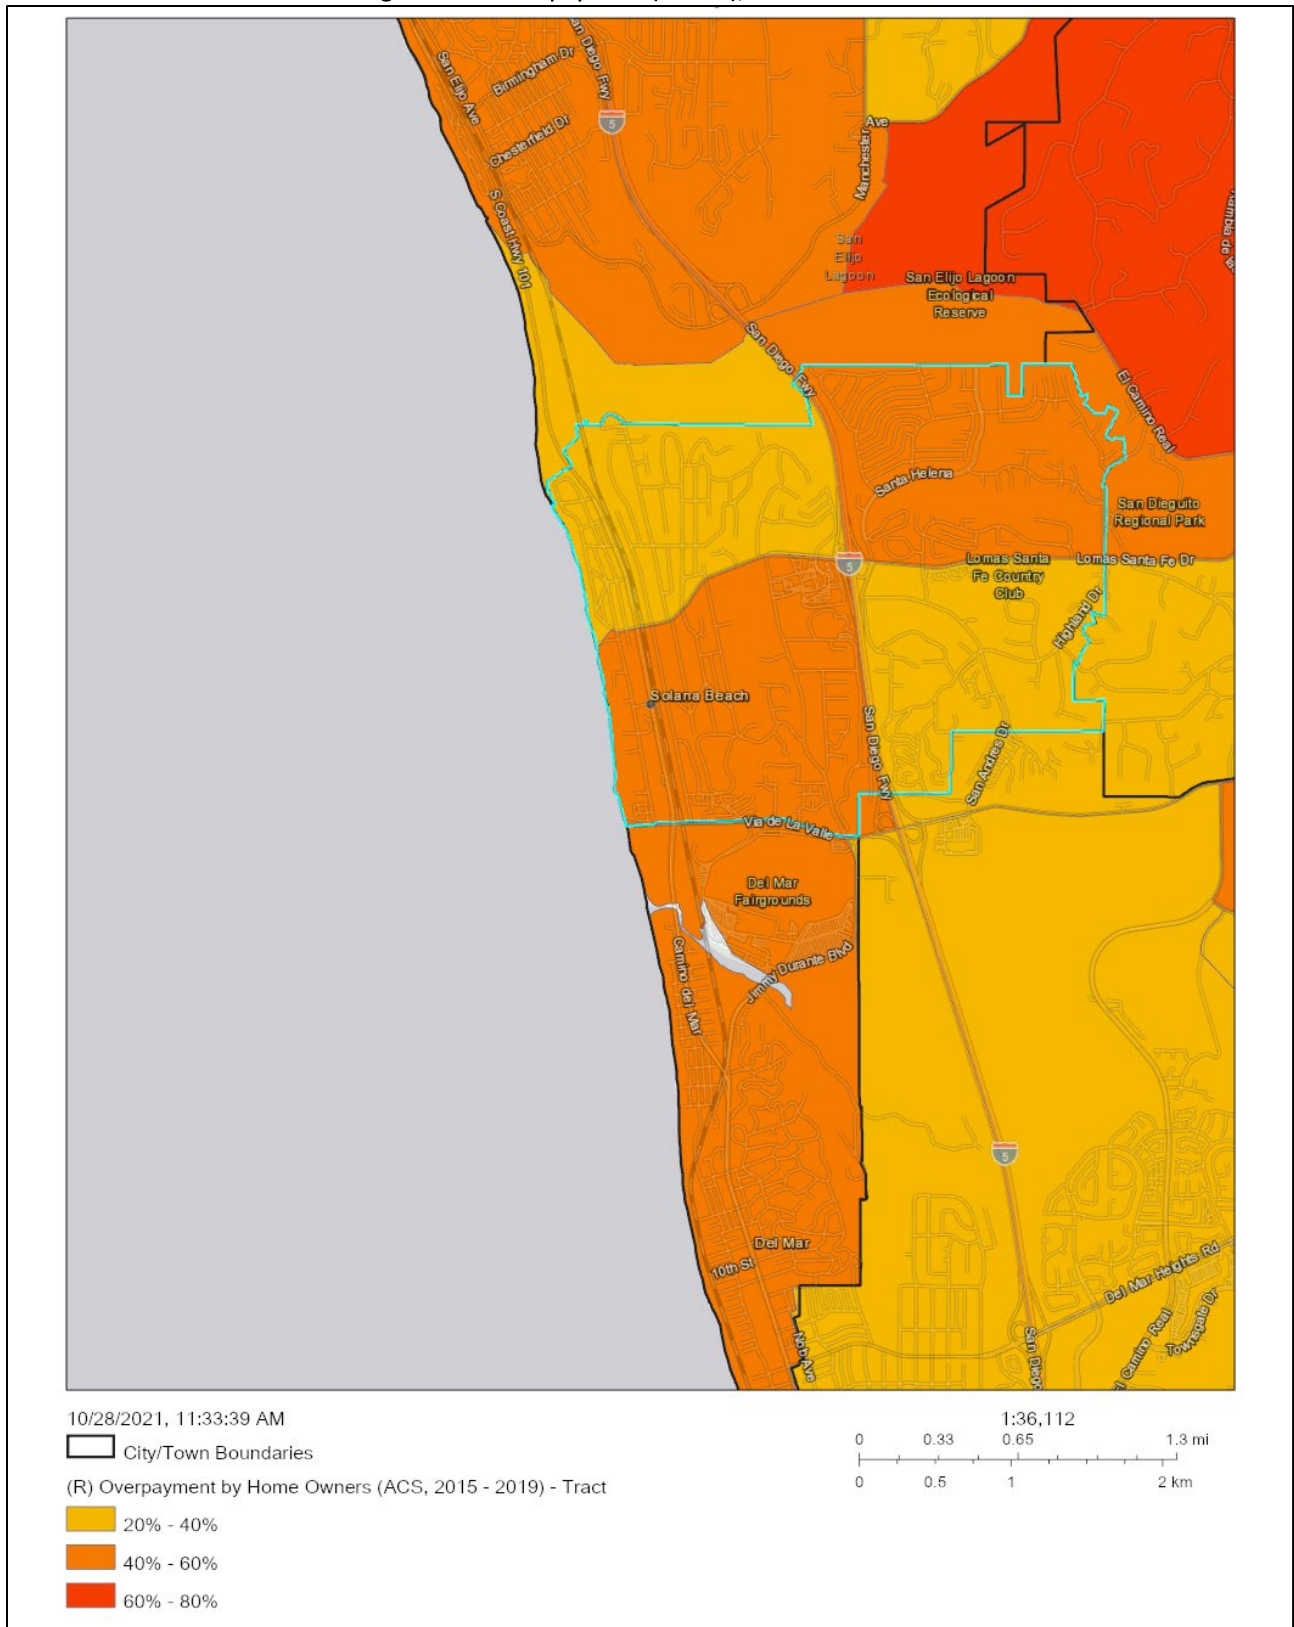 San Elijo Ave
Birmingham Dr
San Diego Fwy
5
Chesterfield Dr
Manchester
Ave
S Coast Hwy 101
San
Elijo
Lagoon
San Elijo Lagoon
Ecological
Reserve
San Diego Fwy
El Camino Real
Santa Helena
San Dieguito
Regional Park
5
Lomas Santa
Fe Country
Club
Lomas Santa Fe Dr
Highland Dr
Solana Beach
San Diego Fwy
San Andres Dr
Via de La Valle
Del Mar
Fairgrounds
Camino del Mar
Jimmy Durante Blvd
5
Del Mar
10th St
Del Mar Heights Rd
Nob Ave
San Dieg
El Camino Real
Townsgate Dr
10/28/2021, 11:33:39 AM
City/Town Boundaries
(R) Overpayment by Home Owners (ACS, 2015 - 2019) - Tract
20% - 40%
40% - 60%
60% - 80%
1:36,112
0 0.33 0.65 1.3 mi
0 0.5 1 2 km